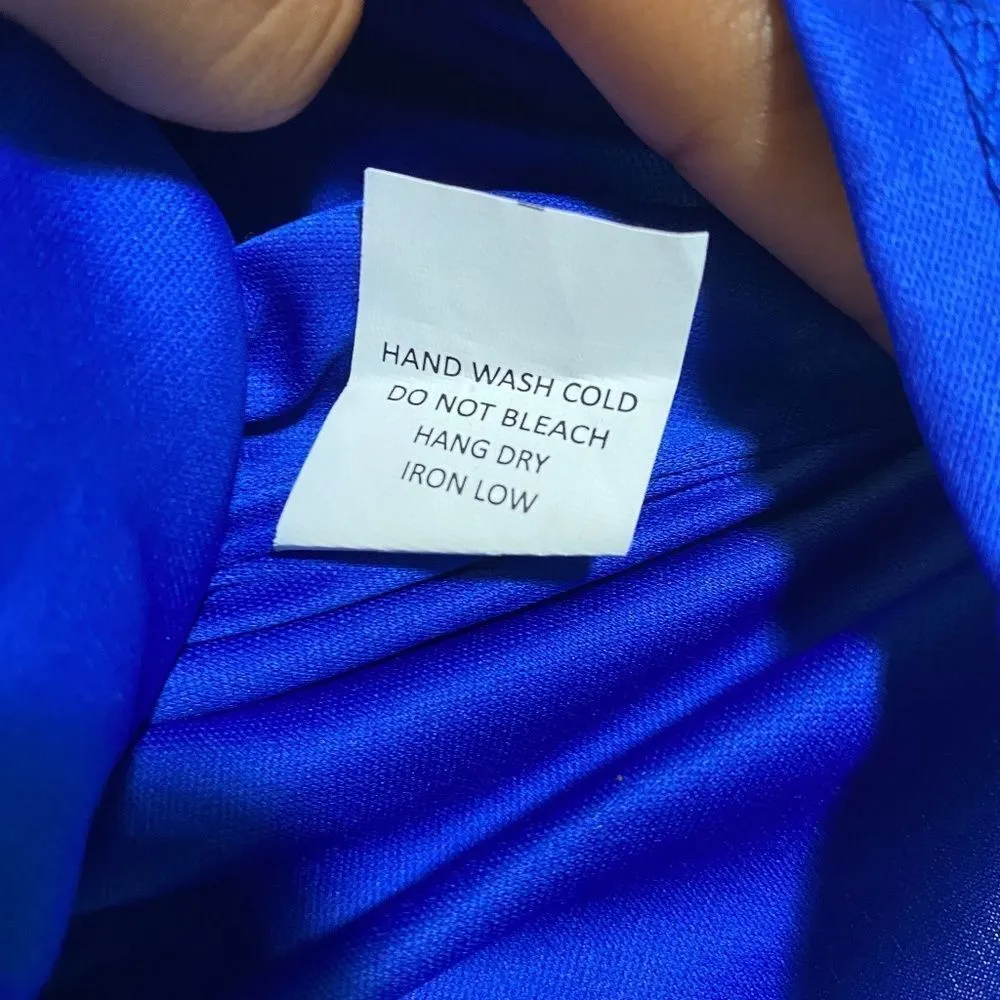 HAND WASH COLD
DO NOT BLEACH
HANG DRY
IRON LOW